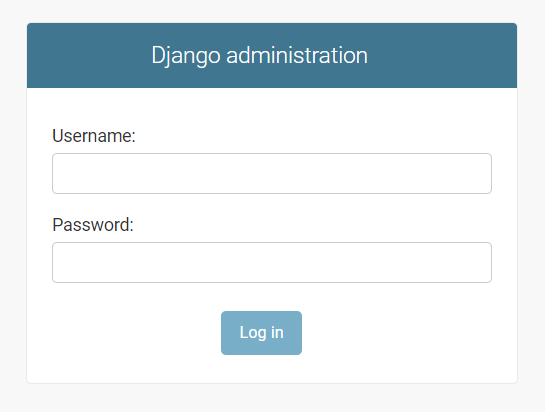 Django administration
Username:
Password:
Log in